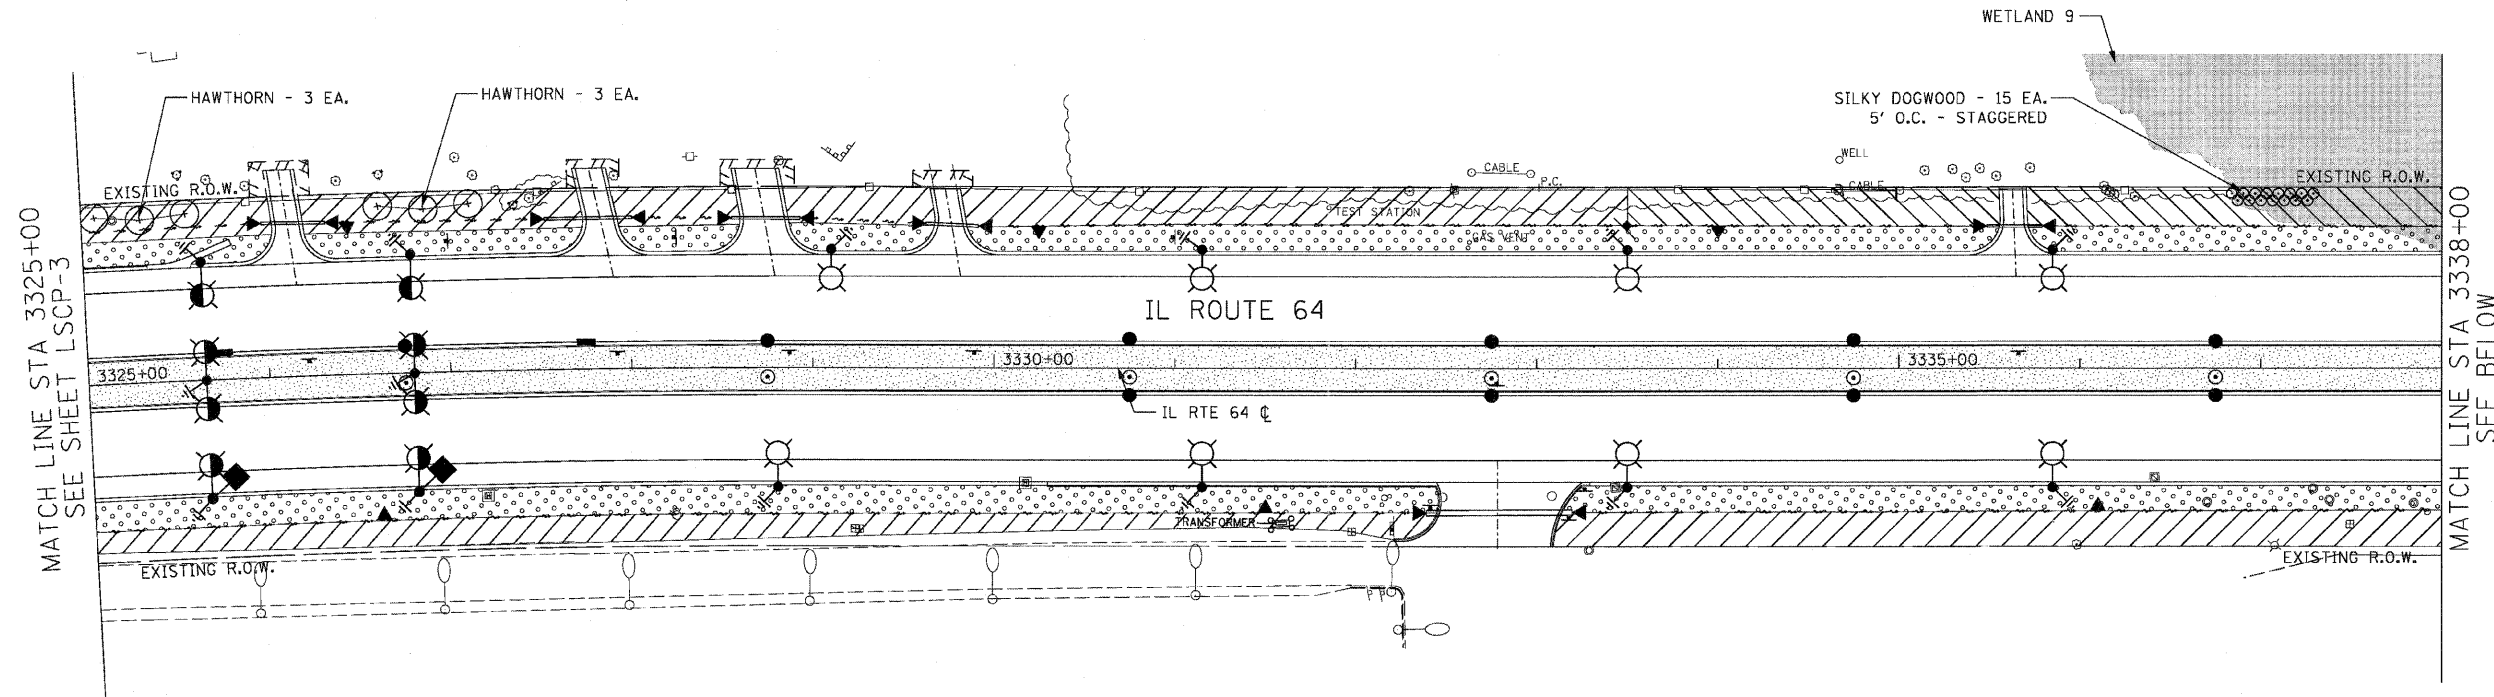 WETLAND 9
HAWTHORN - 3 EA.
HAWTHORN - 3 EA.
SILKY DOGWOOD - 15 EA.
5' O.C. - STAGGERED
WELL
CABLE
EXISTING R.O.W.
P.C.
CABLE
EXISTING R.O.W.
TEST STATION
GAS VENT
MATCH LINE STA 3325+00
SEE SHEET LSCP-3
IL ROUTE 64
3325+00
3330+00
3335+00
IL RTE 64 ℄
TRANSFORMER
EXISTING R.O.W.
EXISTING R.O.W.
P P
MATCH LINE STA 3338+00
SEE BELOW